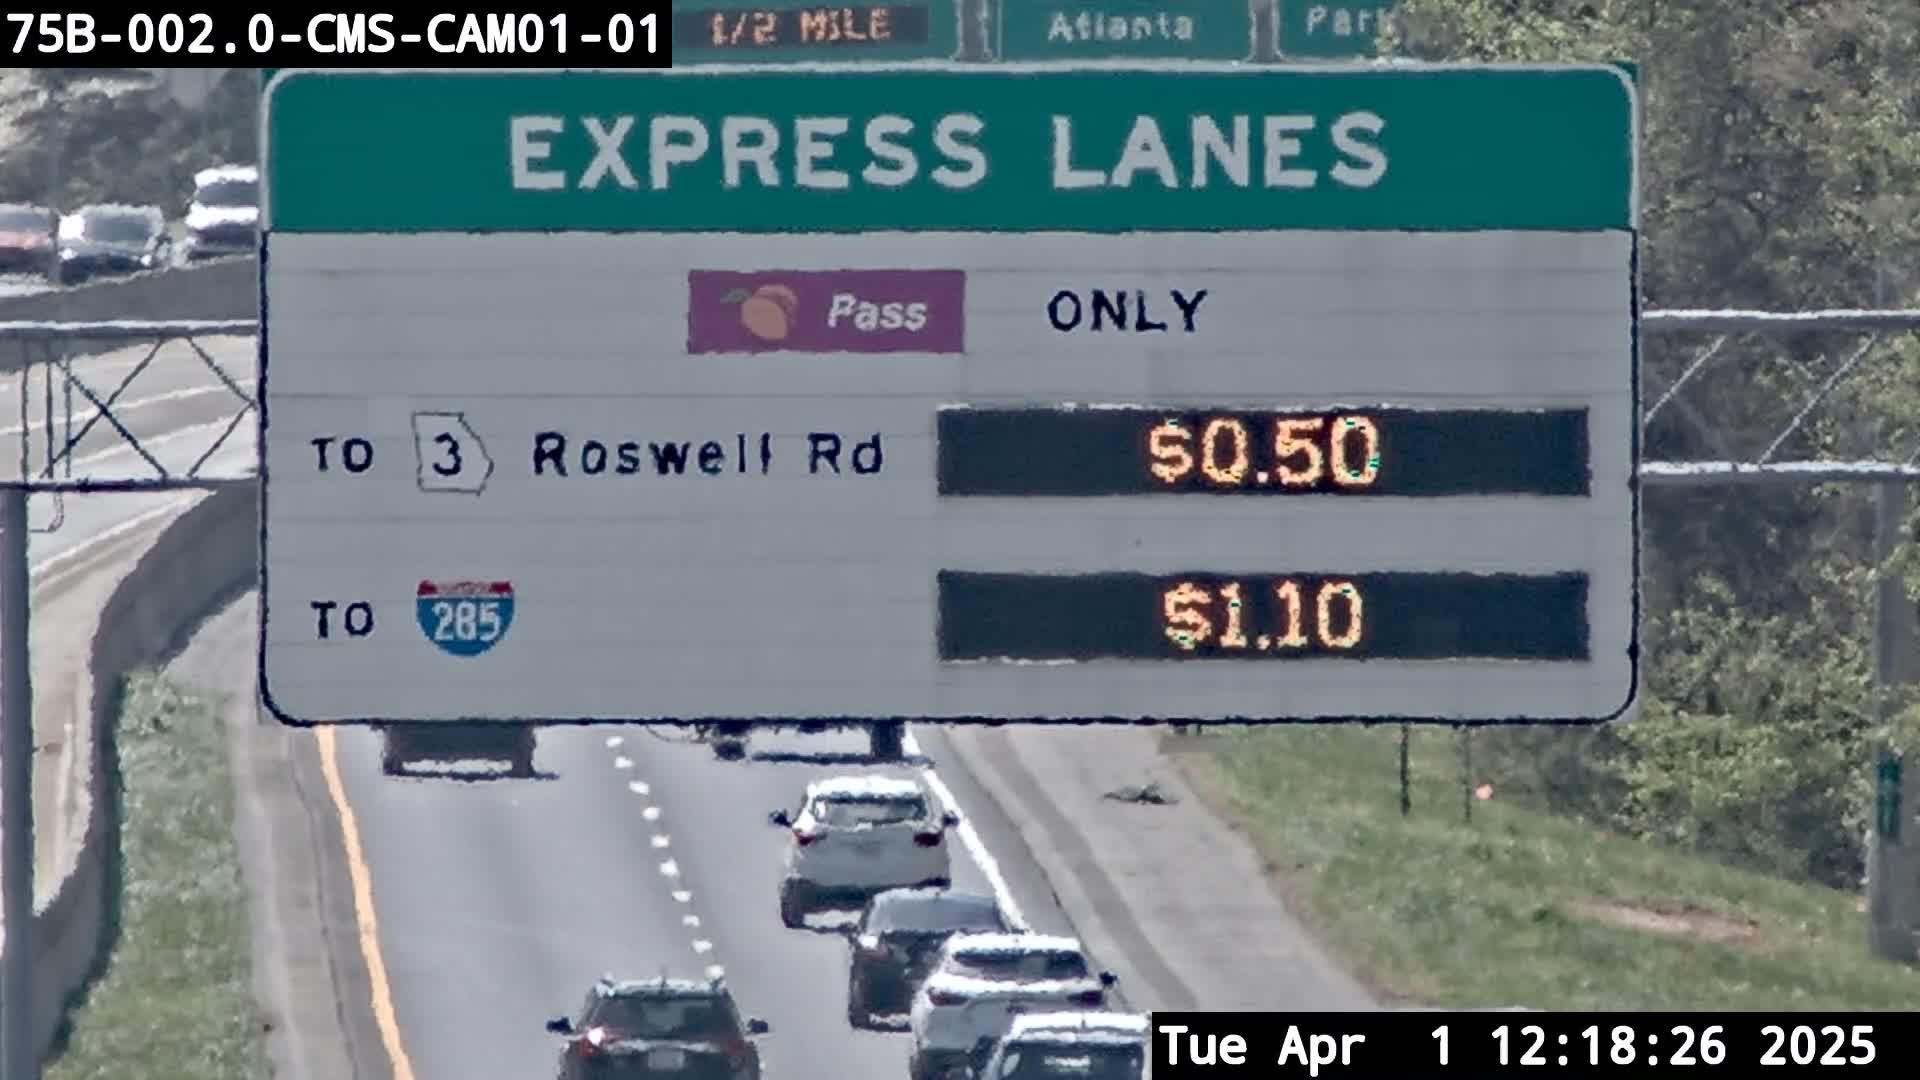 75B-002.0-CMS-CAM01-01
1/2 MILE
Atlanta
Park
EXPRESS LANES
Pass ONLY
TO 3 Roswell Rd $0.50
TO 285 $1.10
Tue Apr 1 12:18:26 2025